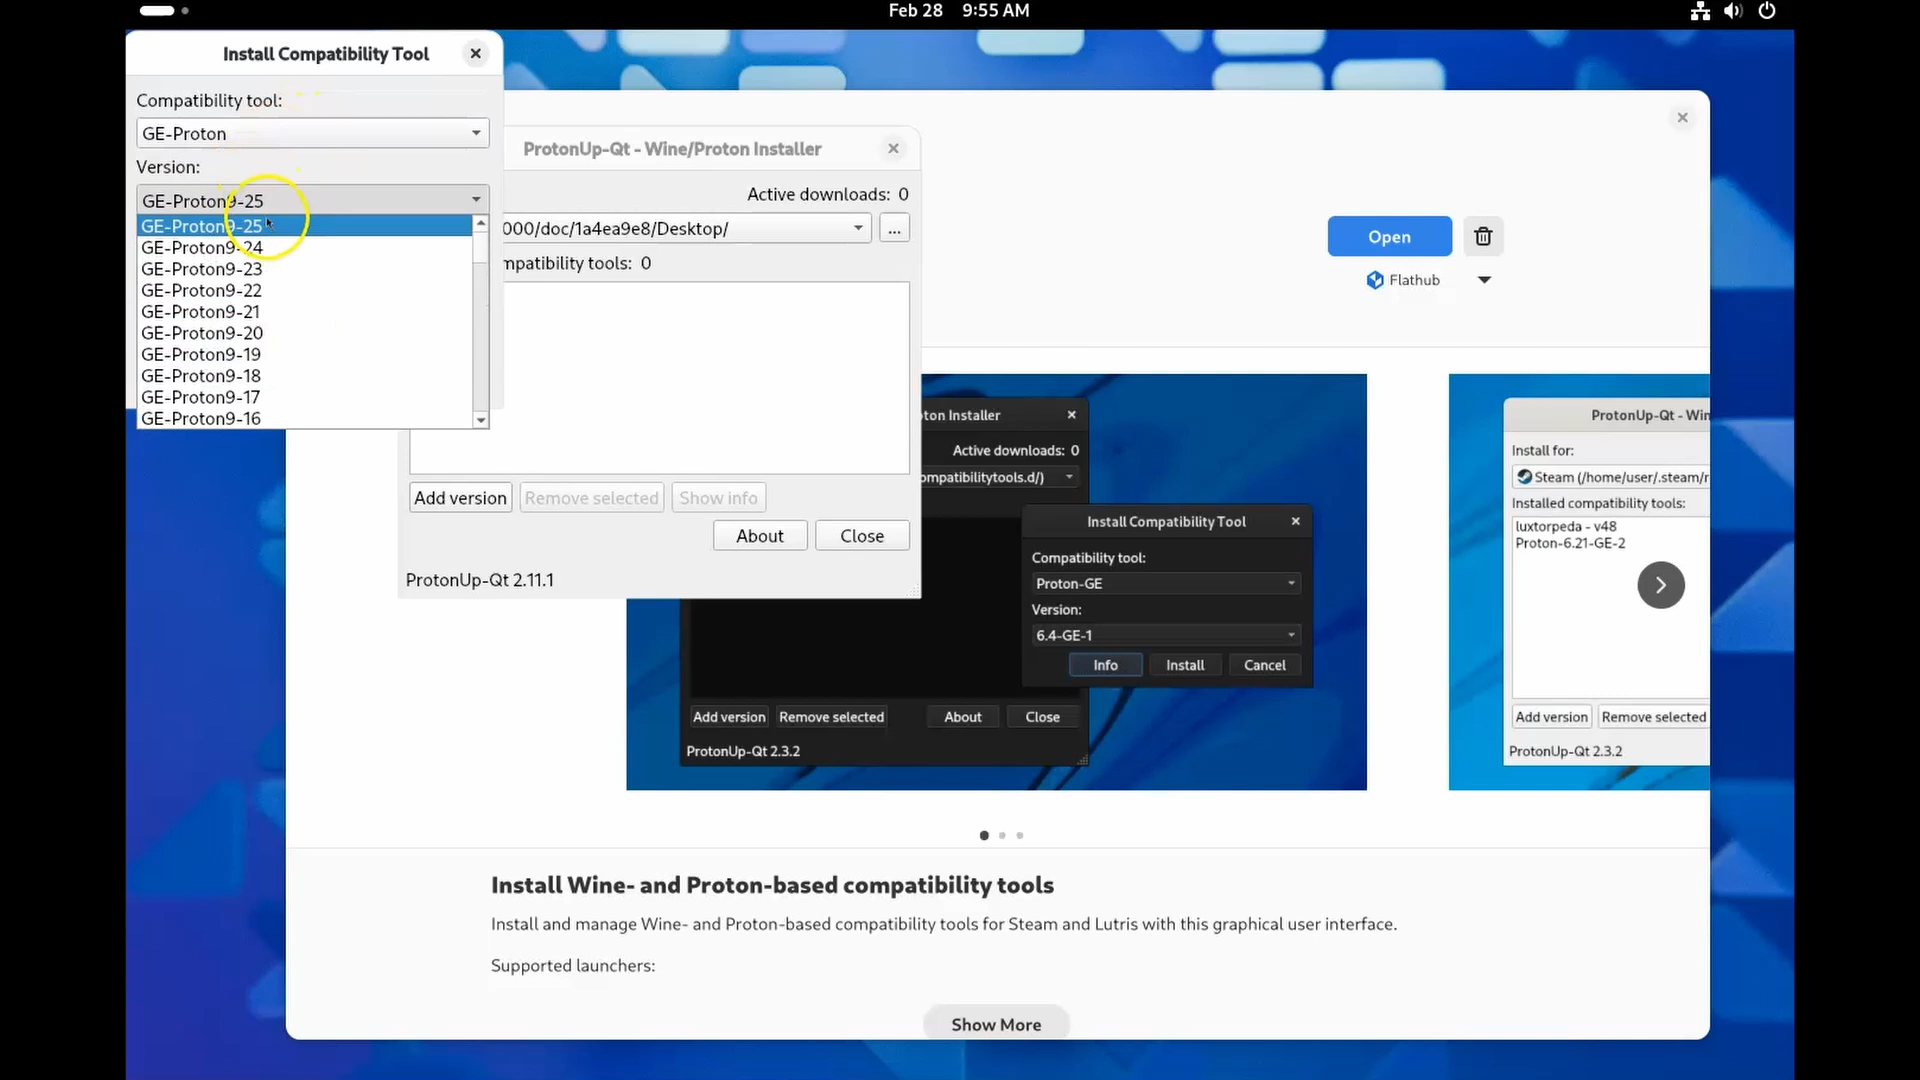 Feb 28 9:55 AM
Install Compatibility Tool
Compatibility tool:
GE-Proton
Version:
GE-Proton9-25
GE-Proton9-25
GE-Proton9-24
GE-Proton9-23
GE-Proton9-22
GE-Proton9-21
GE-Proton9-20
GE-Proton9-19
GE-Proton9-18
GE-Proton9-17
GE-Proton9-16
ProtonUp-Qt - Wine/Proton Installer
Active downloads: 0
000/doc/1a4ea9e8/Desktop/
...
mpatibility tools: 0
Add version
Remove selected
Show info
About
Close
ProtonUp-Qt 2.11.1
Open
Flathub
ton Installer
Active downloads: 0
ompatibilitytools.d/)
Install Compatibility Tool
Compatibility tool:
Proton-GE
Version:
6.4-GE-1
Info
Install
Cancel
Add version
Remove selected
About
Close
ProtonUp-Qt 2.3.2
ProtonUp-Qt - Win
Install for:
Steam (/home/user/.steam/r
Installed compatibility tools:
luxtorpeda - v48
Proton-6.21-GE-2
Add version
Remove selected
ProtonUp-Qt 2.3.2
Install Wine- and Proton-based compatibility tools
Install and manage Wine- and Proton-based compatibility tools for Steam and Lutris with this graphical user interface.
Supported launchers:
Show More